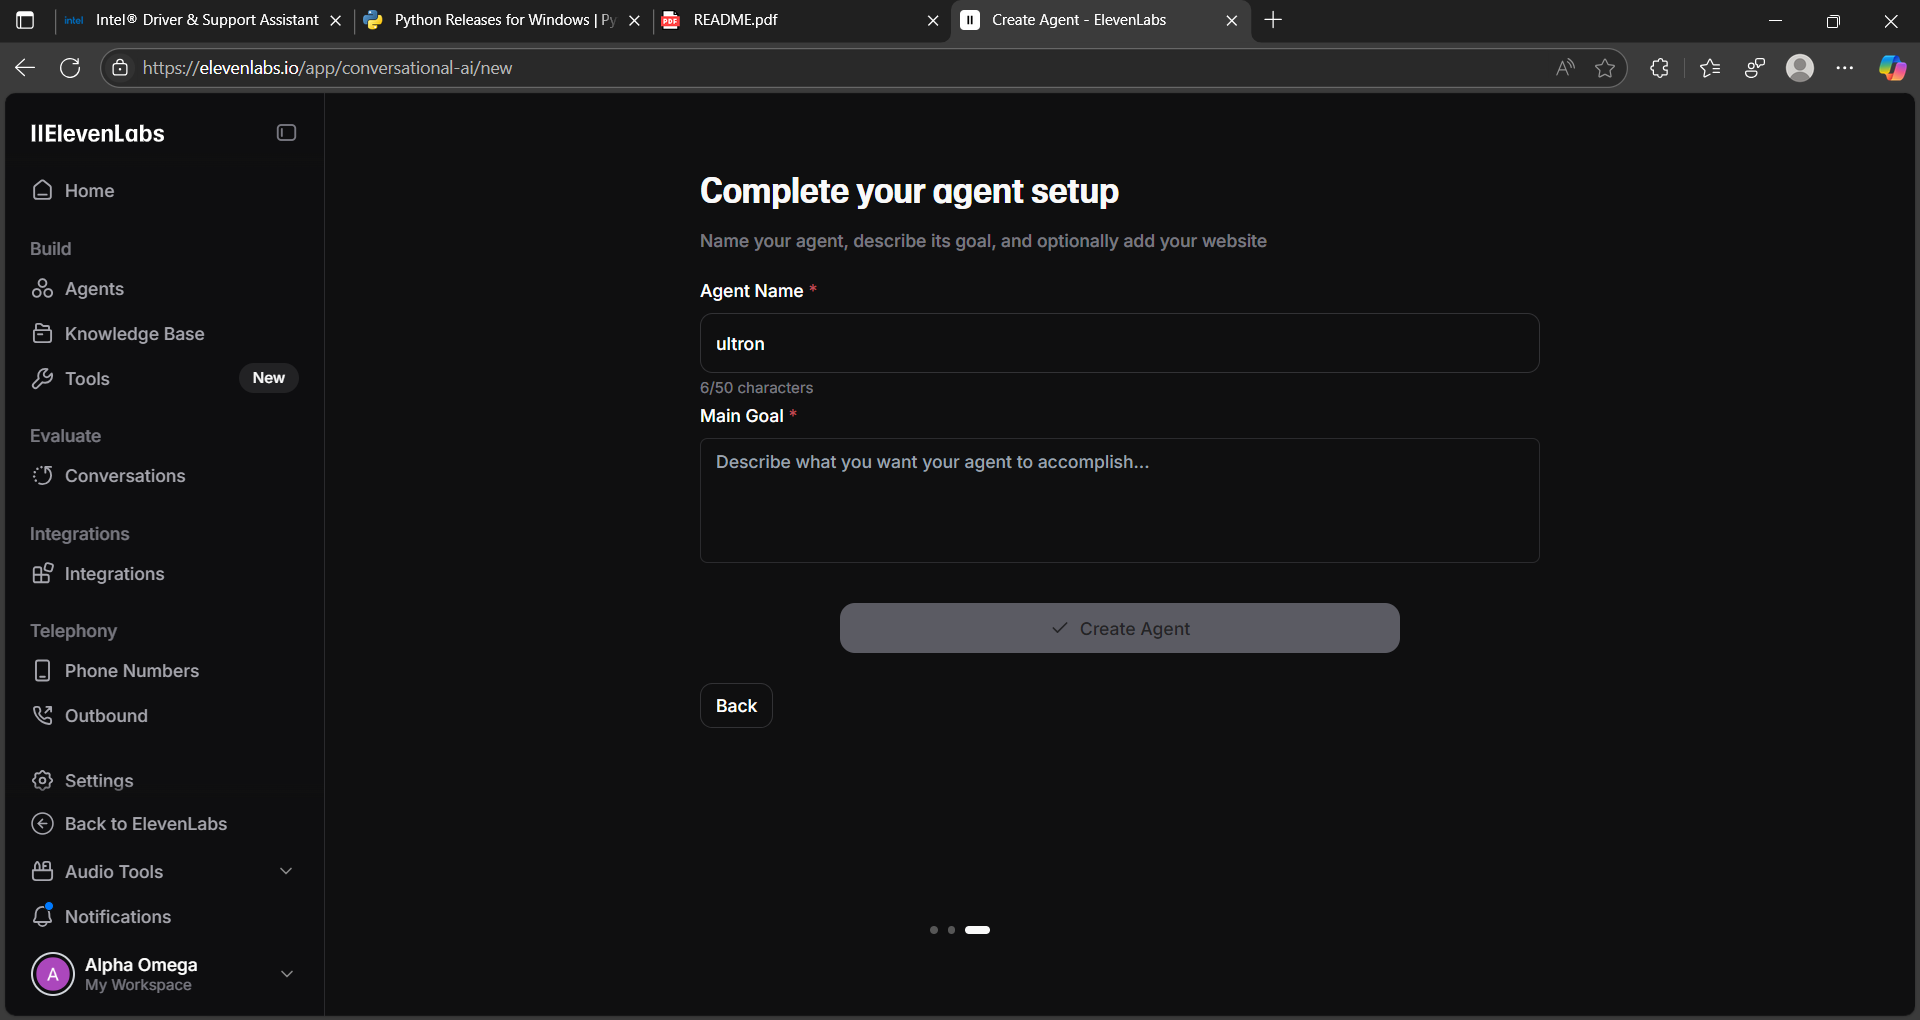 intel Intel® Driver & Support Assistant
Python Releases for Windows | Py
PDF README.pdf
Create Agent - ElevenLabs
https://elevenlabs.io/app/conversational-ai/new
IIElevenLabs
Home
Build
Agents
Knowledge Base
Tools
New
Evaluate
Conversations
Integrations
Integrations
Telephony
Phone Numbers
Outbound
Settings
Back to ElevenLabs
Audio Tools
Notifications
A
Alpha Omega
My Workspace
Complete your agent setup
Name your agent, describe its goal, and optionally add your website
Agent Name *
ultron
6/50 characters
Main Goal *
Describe what you want your agent to accomplish...
Create Agent
Back